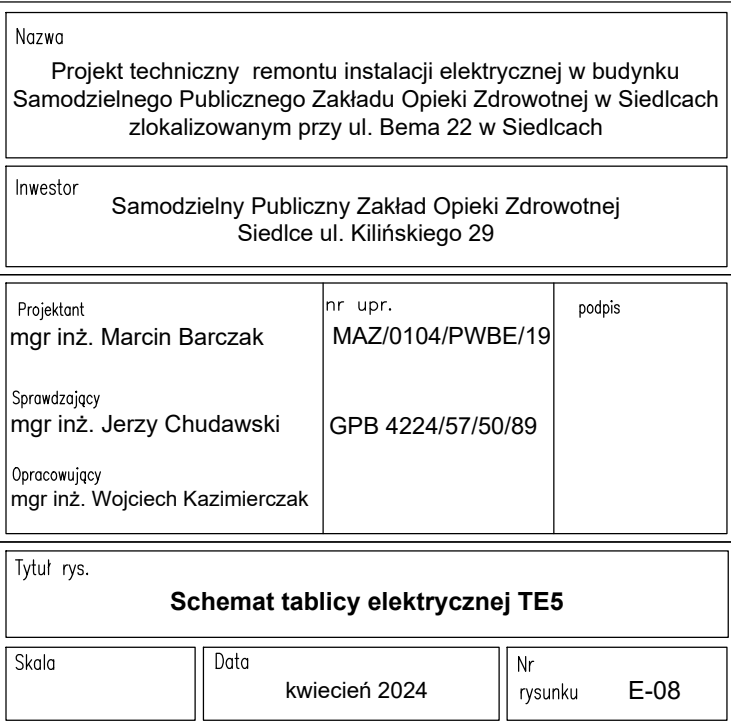 Nazwa
Projekt techniczny remontu instalacji elektrycznej w budynku
Samodzielnego Publicznego Zakładu Opieki Zdrowotnej w Siedlcach
zlokalizowanym przy ul. Bema 22 w Siedlcach
Inwestor
Samodzielny Publiczny Zakład Opieki Zdrowotnej
Siedlce ul. Kilińskiego 29
Projektant nr upr. podpis
mgr inż. Marcin Barczak MAZ/0104/PWBE/19
Sprawdzający
mgr inż. Jerzy Chudawski GPB 4224/57/50/89
Opracowujący
mgr inż. Wojciech Kazimierczak
Tytuł rys.
Schemat tablicy elektrycznej TE5
Skala Data Nr
kwiecień 2024 rysunku E-08